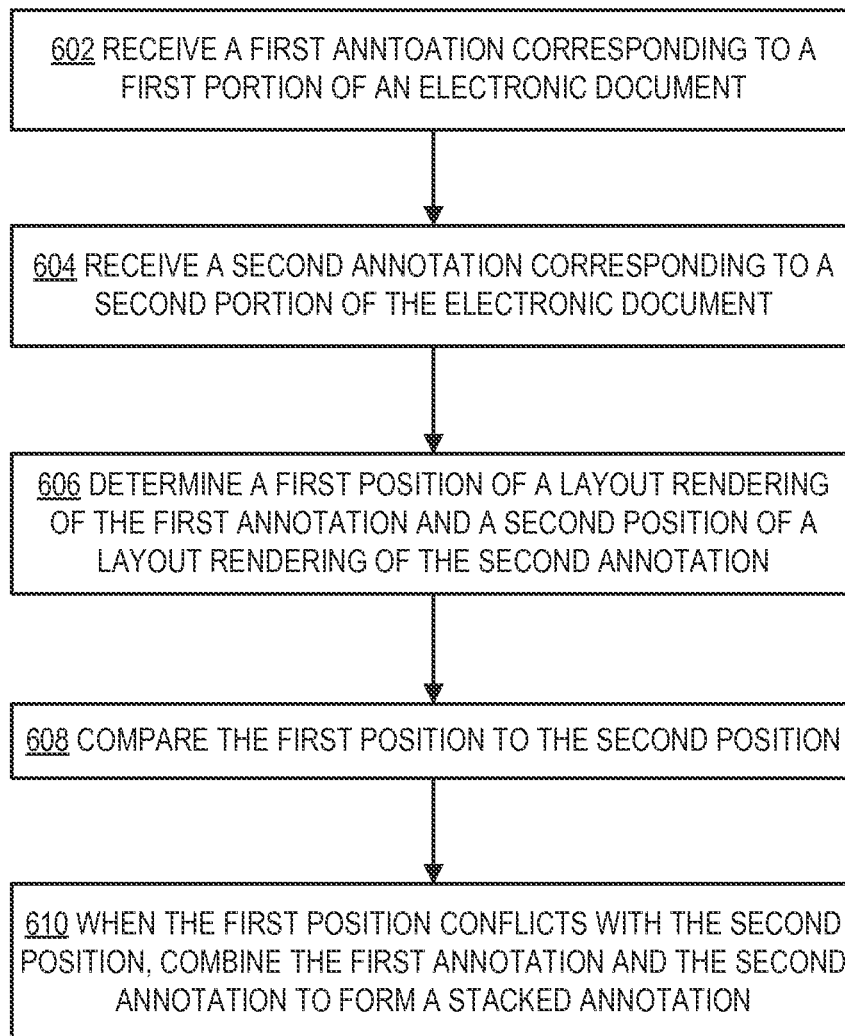 602 RECEIVE A FIRST ANNTOATION CORRESPONDING TO A
FIRST PORTION OF AN ELECTRONIC DOCUMENT
604 RECEIVE A SECOND ANNOTATION CORRESPONDING TO A
SECOND PORTION OF THE ELECTRONIC DOCUMENT
606 DETERMINE A FIRST POSITION OF A LAYOUT RENDERING
OF THE FIRST ANNOTATION AND A SECOND POSITION OF A
LAYOUT RENDERING OF THE SECOND ANNOTATION
608 COMPARE THE FIRST POSITION TO THE SECOND POSITION
610 WHEN THE FIRST POSITION CONFLICTS WITH THE SECOND
POSITION, COMBINE THE FIRST ANNOTATION AND THE SECOND
ANNOTATION TO FORM A STACKED ANNOTATION